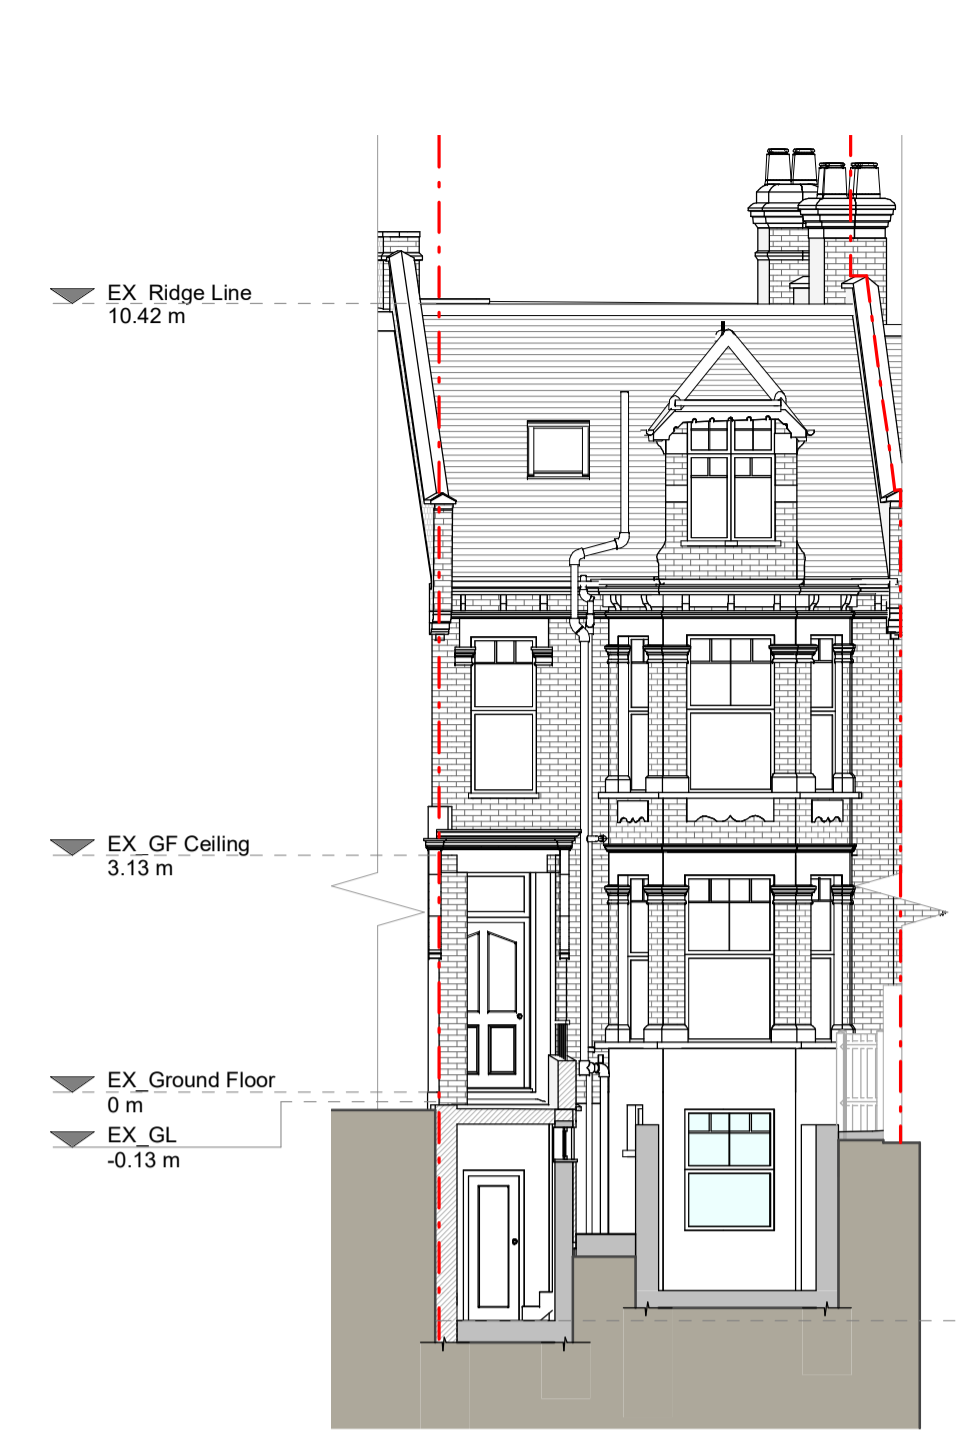 EX_Ridge Line
10.42 m
EX_GF Ceiling
3.13 m
EX_Ground Floor
0 m
EX_GL
-0.13 m